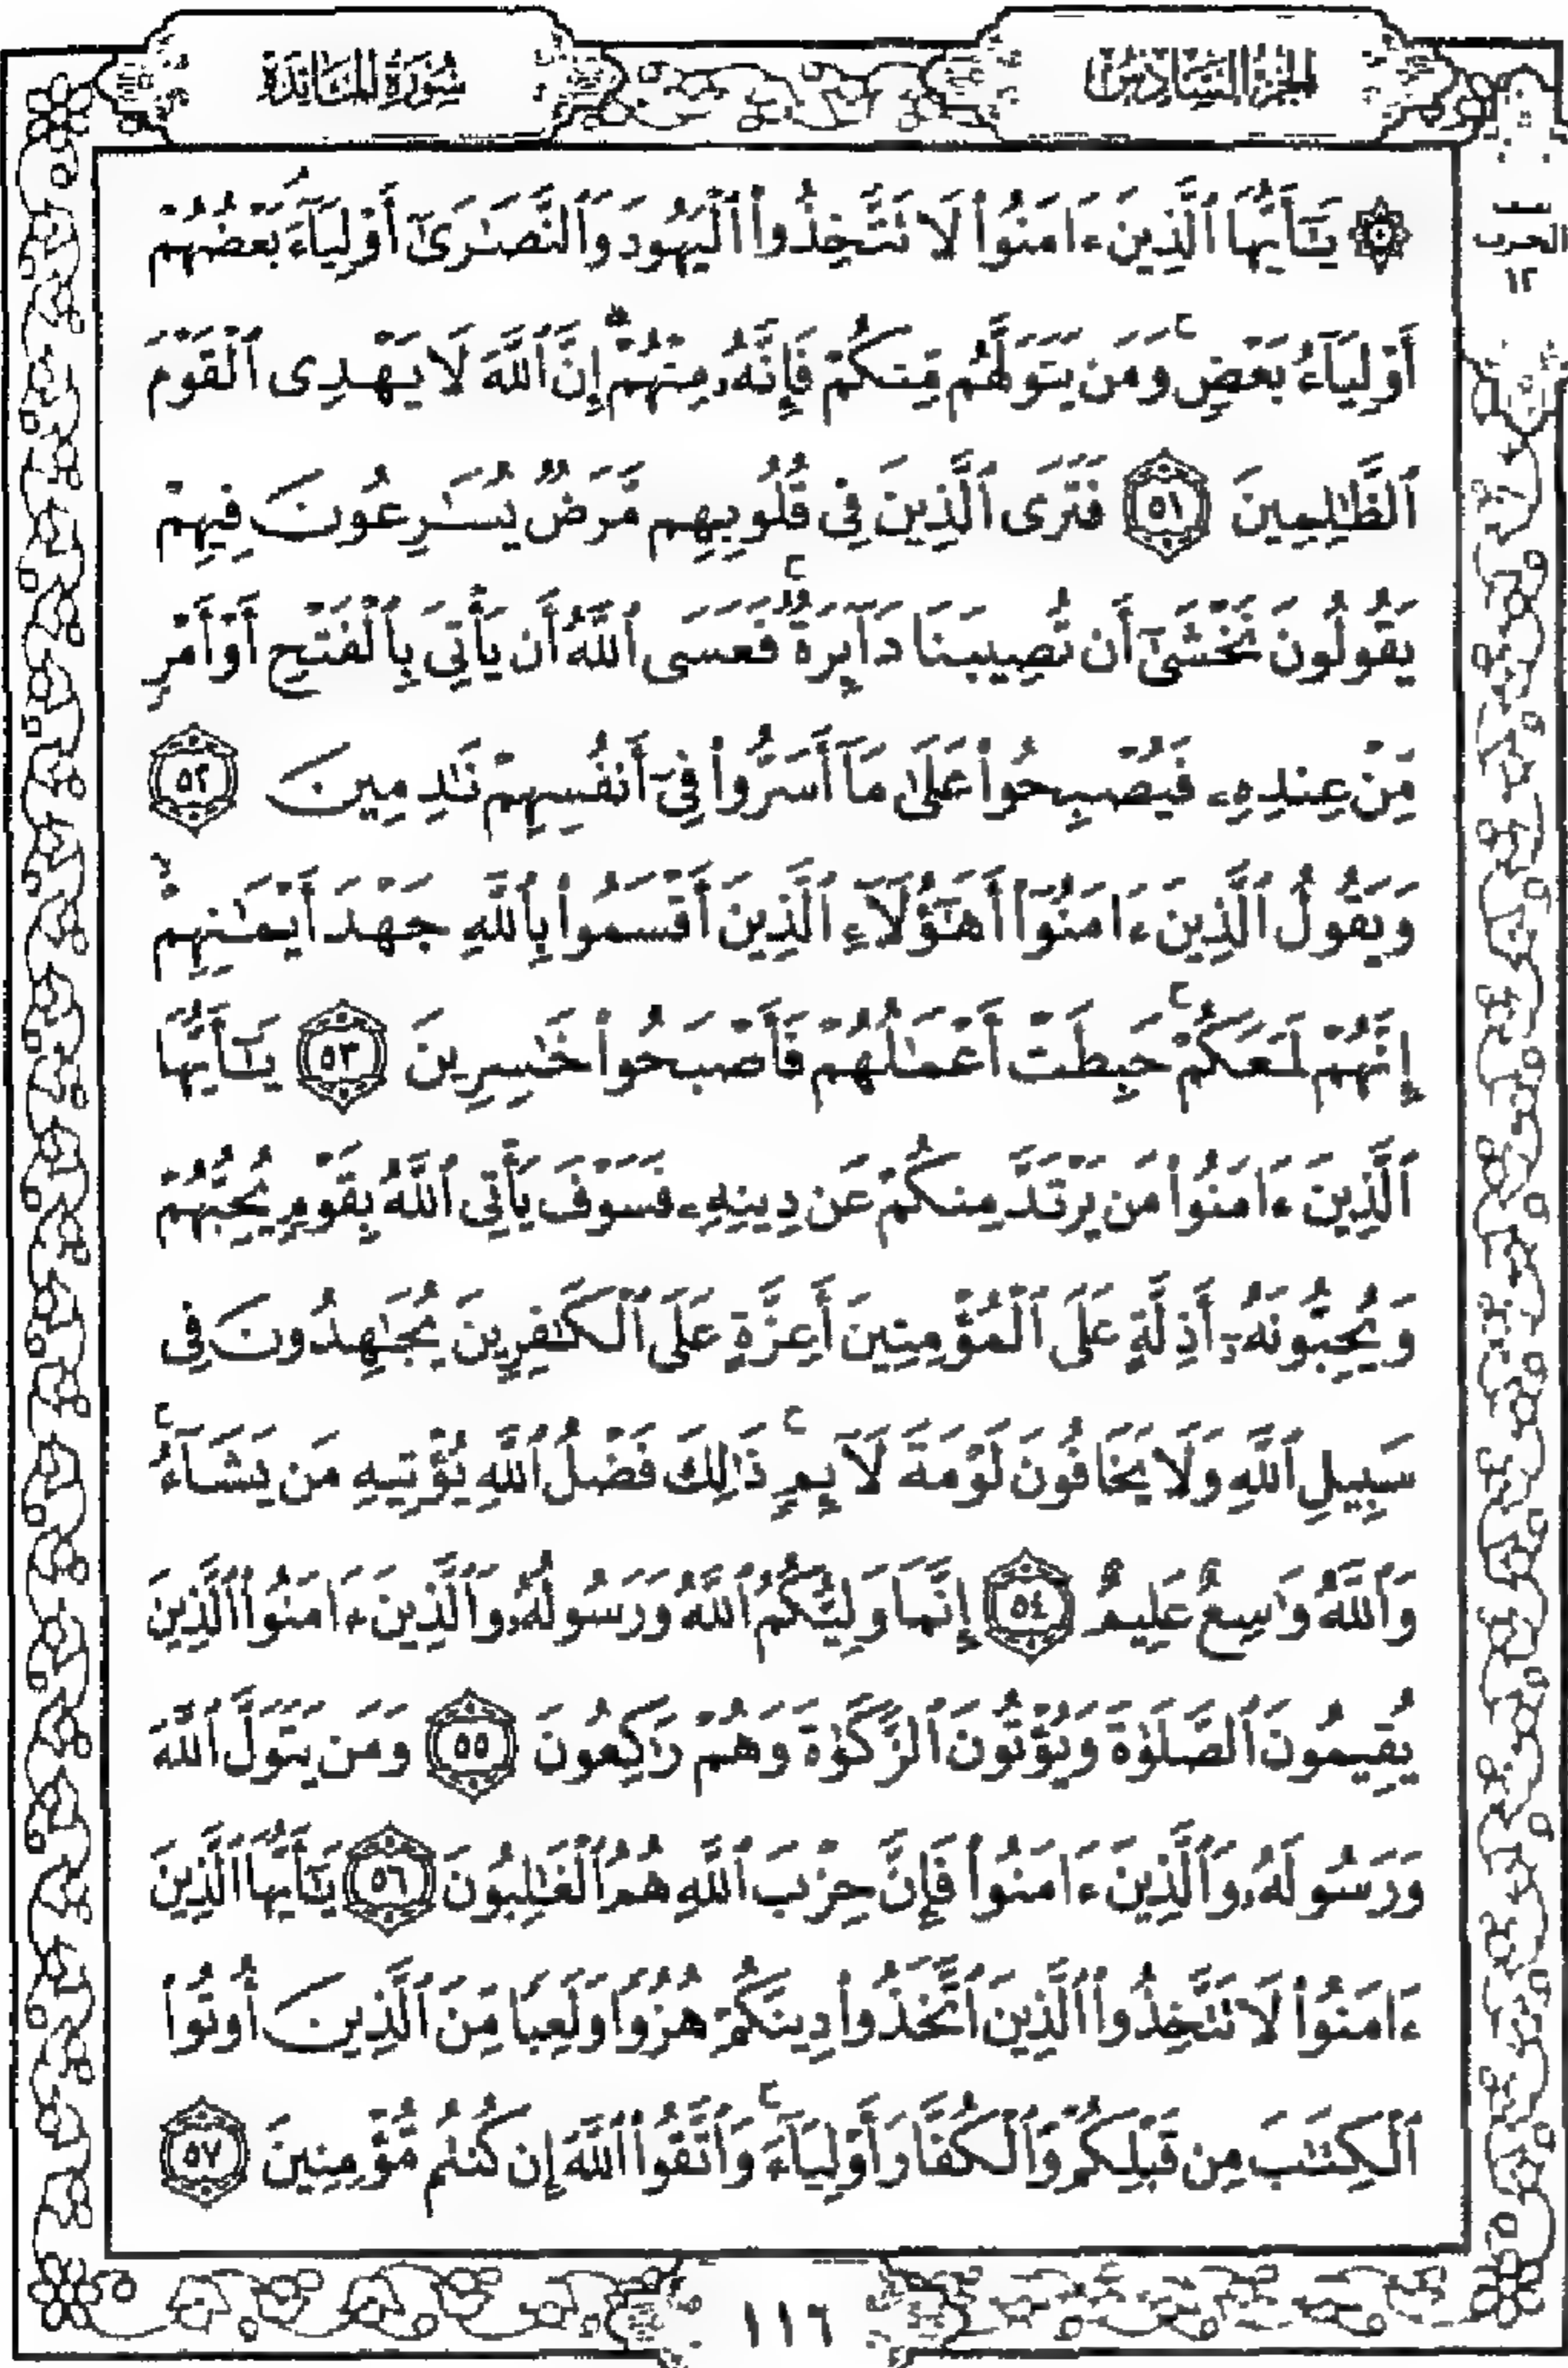 الجزء السادس
سورة المائدة
الحزب
١٢
۞ يَـٰٓأَيُّهَا ٱلَّذِينَ ءَامَنُوا۟ لَا تَتَّخِذُوا۟ ٱلْيَهُودَ وَٱلنَّصَـٰرَىٰٓ أَوْلِيَآءَ ۘ بَعْضُهُمْ
أَوْلِيَآءُ بَعْضٍ ۚ وَمَن يَتَوَلَّهُم مِّنكُمْ فَإِنَّهُۥ مِنْهُمْ ۗ إِنَّ ٱللَّهَ لَا يَهْدِى ٱلْقَوْمَ
ٱلظَّـٰلِمِينَ ٥١ فَتَرَى ٱلَّذِينَ فِى قُلُوبِهِم مَّرَضٌ يُسَـٰرِعُونَ فِيهِمْ
يَقُولُونَ نَخْشَىٰٓ أَن تُصِيبَنَا دَآئِرَةٌ ۚ فَعَسَى ٱللَّهُ أَن يَأْتِىَ بِٱلْفَتْحِ أَوْ أَمْرٍ
مِّنْ عِندِهِۦ فَيُصْبِحُوا۟ عَلَىٰ مَآ أَسَرُّوا۟ فِىٓ أَنفُسِهِمْ نَـٰدِمِينَ ٥٢
وَيَقُولُ ٱلَّذِينَ ءَامَنُوٓا۟ أَهَـٰٓؤُلَآءِ ٱلَّذِينَ أَقْسَمُوا۟ بِٱللَّهِ جَهْدَ أَيْمَـٰنِهِمْ ۙ
إِنَّهُمْ لَمَعَكُمْ ۚ حَبِطَتْ أَعْمَـٰلُهُمْ فَأَصْبَحُوا۟ خَـٰسِرِينَ ٥٣ يَـٰٓأَيُّهَا
ٱلَّذِينَ ءَامَنُوا۟ مَن يَرْتَدَّ مِنكُمْ عَن دِينِهِۦ فَسَوْفَ يَأْتِى ٱللَّهُ بِقَوْمٍ يُحِبُّهُمْ
وَيُحِبُّونَهُۥٓ أَذِلَّةٍ عَلَى ٱلْمُؤْمِنِينَ أَعِزَّةٍ عَلَى ٱلْكَـٰفِرِينَ يُجَـٰهِدُونَ فِى
سَبِيلِ ٱللَّهِ وَلَا يَخَافُونَ لَوْمَةَ لَآئِمٍ ۚ ذَٰلِكَ فَضْلُ ٱللَّهِ يُؤْتِيهِ مَن يَشَآءُ ۚ
وَٱللَّهُ وَٰسِعٌ عَلِيمٌ ٥٤ إِنَّمَا وَلِيُّكُمُ ٱللَّهُ وَرَسُولُهُۥ وَٱلَّذِينَ ءَامَنُوا۟ ٱلَّذِينَ
يُقِيمُونَ ٱلصَّلَوٰةَ وَيُؤْتُونَ ٱلزَّكَوٰةَ وَهُمْ رَٰكِعُونَ ٥٥ وَمَن يَتَوَلَّ ٱللَّهَ
وَرَسُولَهُۥ وَٱلَّذِينَ ءَامَنُوا۟ فَإِنَّ حِزْبَ ٱللَّهِ هُمُ ٱلْغَـٰلِبُونَ ٥٦ يَـٰٓأَيُّهَا ٱلَّذِينَ
ءَامَنُوا۟ لَا تَتَّخِذُوا۟ ٱلَّذِينَ ٱتَّخَذُوا۟ دِينَكُمْ هُزُوًا وَلَعِبًا مِّنَ ٱلَّذِينَ أُوتُوا۟
ٱلْكِتَـٰبَ مِن قَبْلِكُمْ وَٱلْكُفَّارَ أَوْلِيَآءَ ۚ وَٱتَّقُوا۟ ٱللَّهَ إِن كُنتُم مُّؤْمِنِينَ ٥٧
١١٦